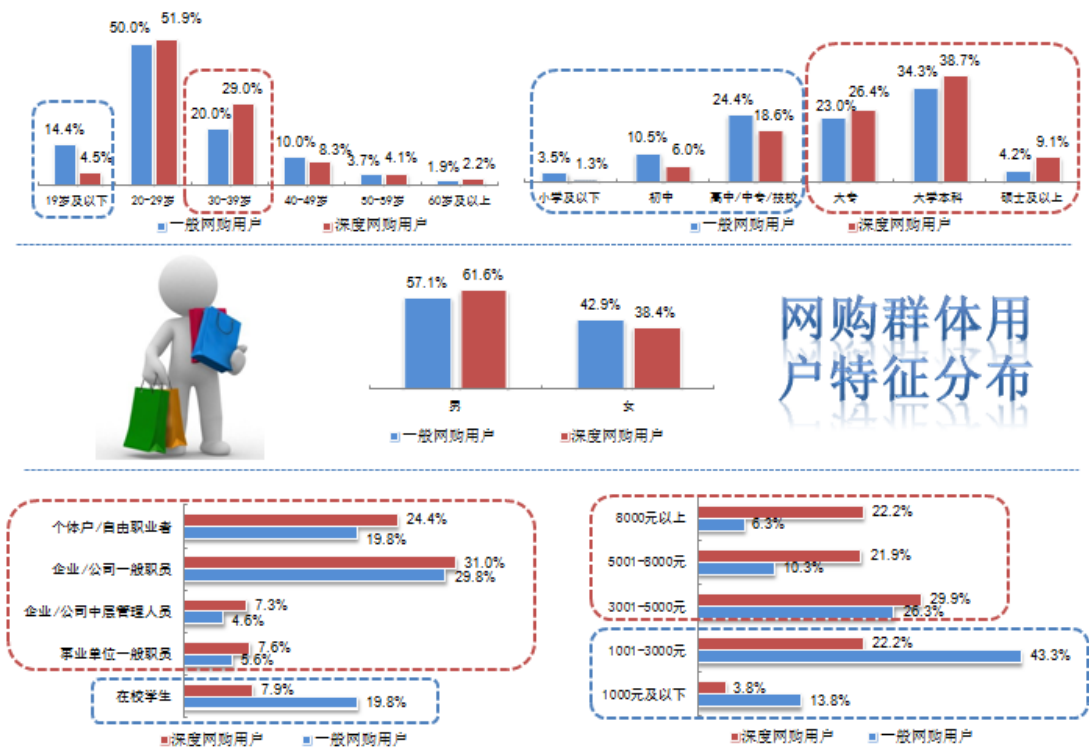 50.0%
51.9%
14.4%
4.5%
20.0%
29.0%
10.0%
8.3%
3.7%
4.1%
1.9%
2.2%
19岁及以下
20-29岁
30-39岁
40-49岁
50-59岁
60岁及以上
一般网购用户
深度网购用户
3.5%
1.3%
10.5%
6.0%
24.4%
18.6%
23.0%
26.4%
34.3%
38.7%
4.2%
9.1%
小学及以下
初中
高中/中专/技校
大专
大学本科
硕士及以上
一般网购用户
深度网购用户
57.1%
61.6%
42.9%
38.4%
男
女
一般网购用户
深度网购用户
网购群体用
户特征分布
个体户/自由职业者
24.4%
19.8%
企业/公司一般职员
31.0%
29.8%
企业/公司中层管理人员
7.3%
4.6%
事业单位一般职员
7.6%
5.6%
在校学生
7.9%
19.8%
深度网购用户
一般网购用户
8000元以上
22.2%
6.3%
5001-8000元
21.9%
10.3%
3001-5000元
29.9%
26.3%
1001-3000元
22.2%
43.3%
1000元及以下
3.8%
13.8%
深度网购用户
一般网购用户